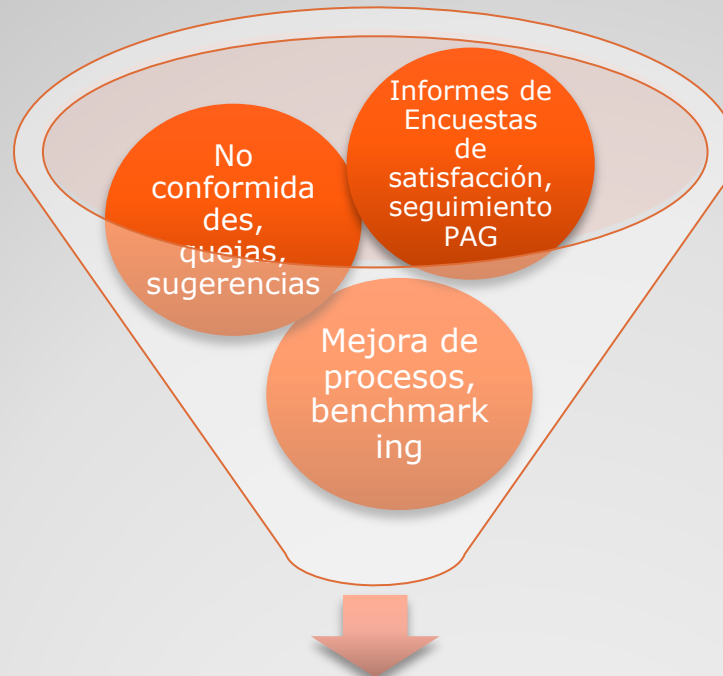 No
conformida
des,
quejas,
sugerencias
Informes de
Encuestas
de
satisfacción,
seguimiento
PAG
Mejora de
procesos,
benchmark
ing